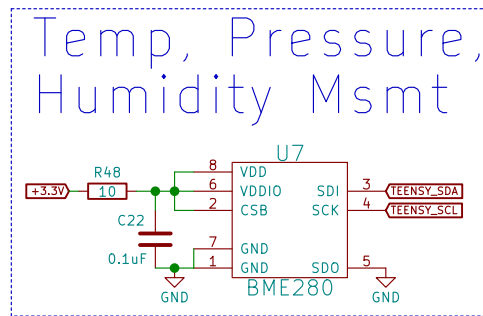 Temp, Pressure,
Humidity Msmt
U7
R48
8 VDD
+3.3V 10 6 VDDIO SDI 3 TEENSY_SDA
2 CSB SCK 4 TEENSY_SCL
C22
7 GND
0.1uF 1 GND SDO 5
BME280
GND GND